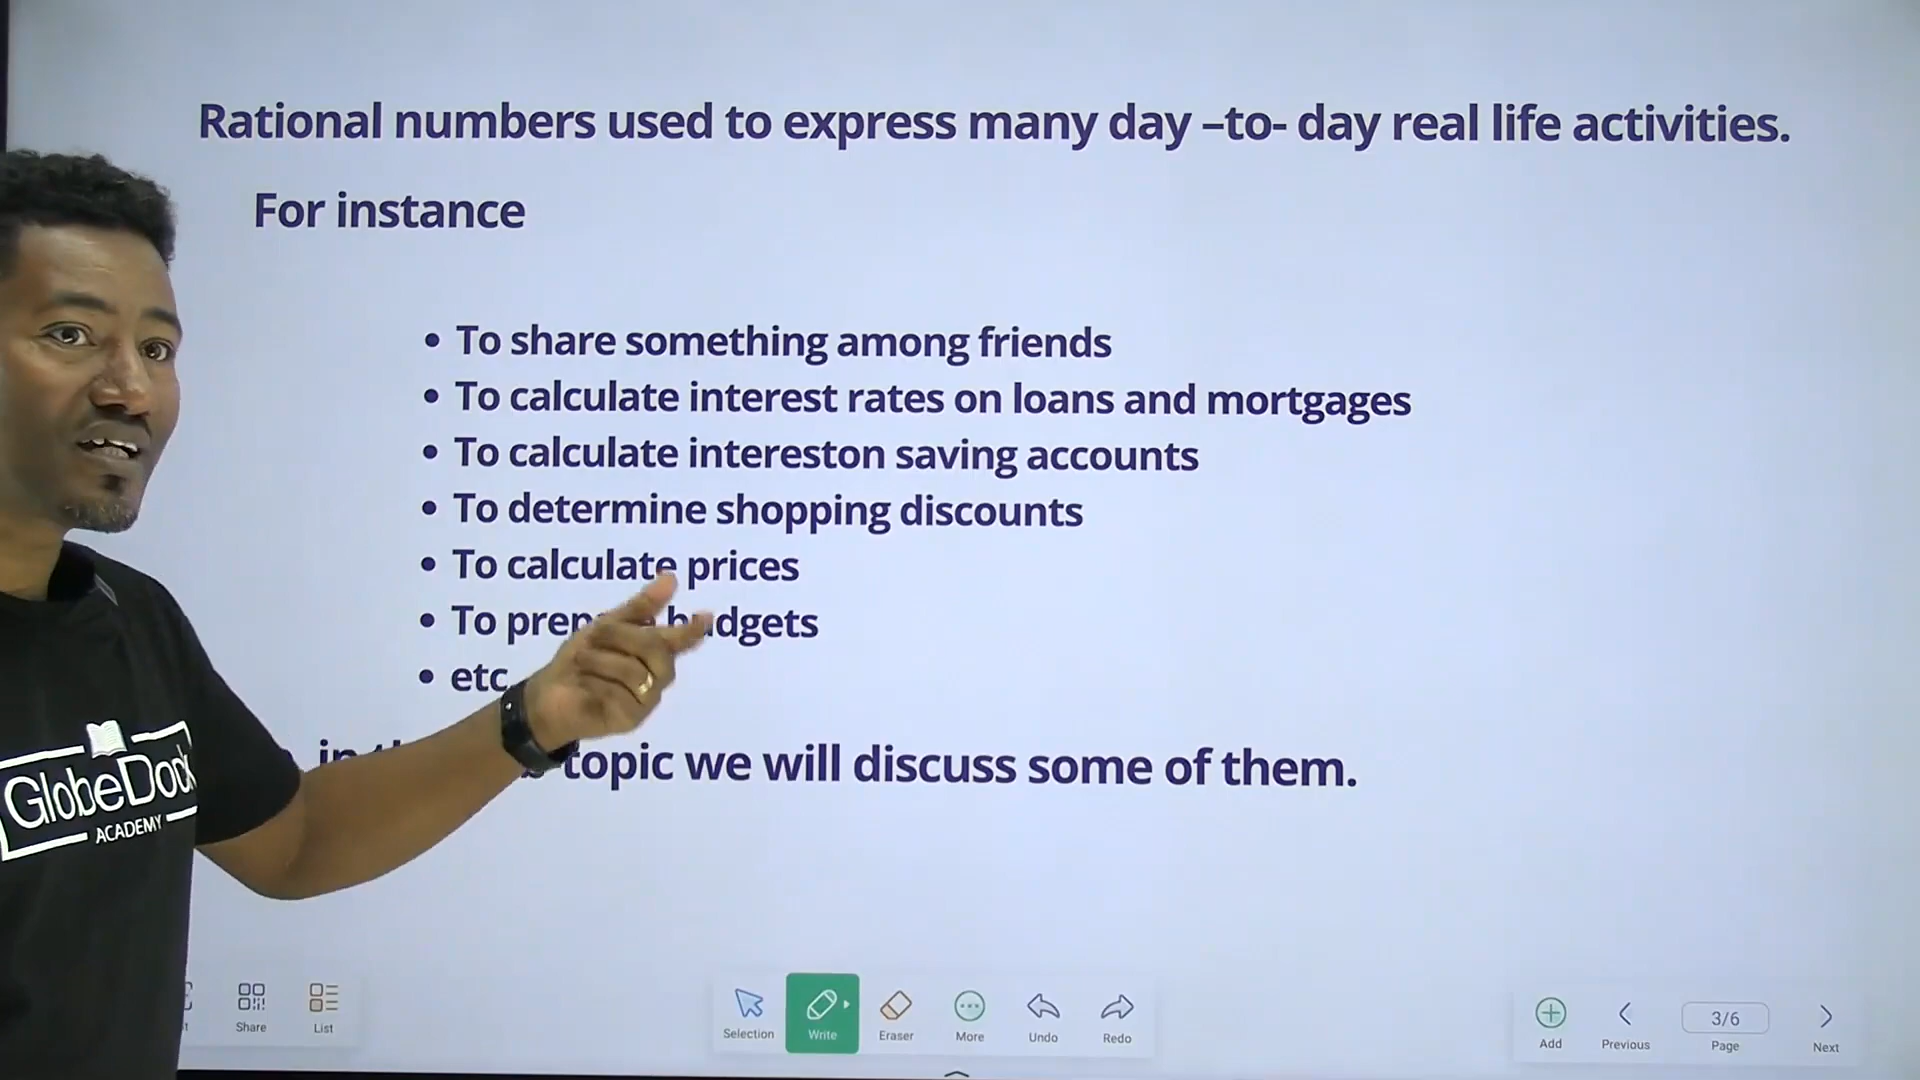 Rational numbers used to express many day –to- day real life activities.
For instance
• To share something among friends
• To calculate interest rates on loans and mortgages
• To calculate intereston saving accounts
• To determine shopping discounts
• To calculate prices
• To budgets
• etc
topic we will discuss some of them.
GlobeDock
ACADEMY
Share
List
Selection
Write
Eraser
More
Undo
Redo
Add
Previous
3/6
Page
Next